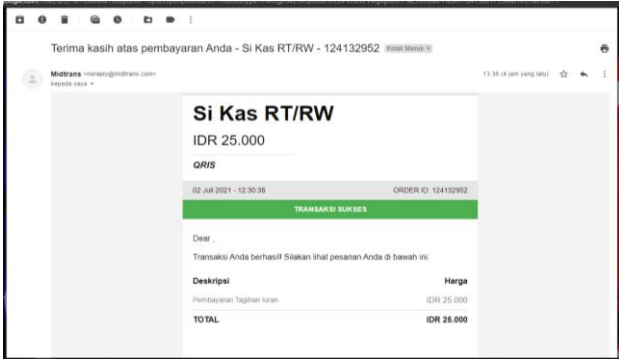 Terima kasih atas pembayaran Anda - Si Kas RT/RW - 124132952 Kotak Masuk x
Midtrans <noreply@midtrans.com>
13.35 (4 jam yang lalu)
kepada saya
Si Kas RT/RW
IDR 25.000
QRIS
02 Juli 2021 - 12:30:38 ORDER ID: 124132952
TRANSAKSI SUKSES
Dear ,
Transaksi Anda berhasil! Silakan lihat pesanan Anda di bawah ini:
Deskripsi Harga
Pembayaran Tagihan Iuran IDR 25.000
TOTAL IDR 25.000